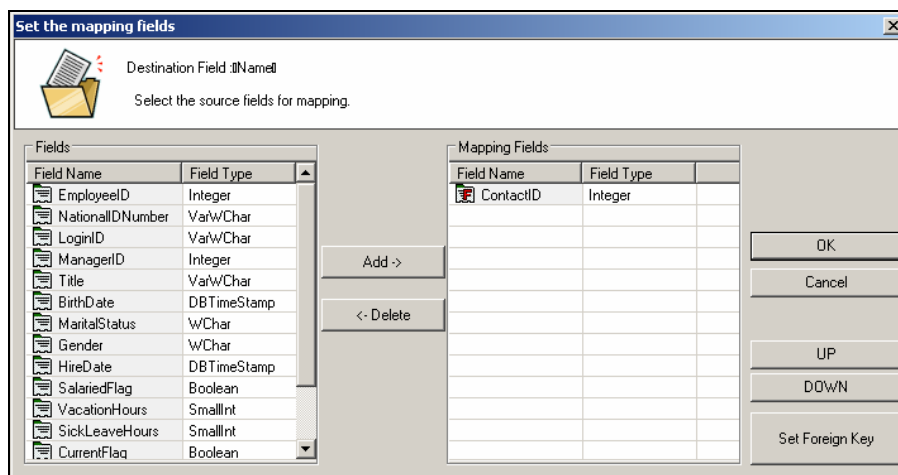 Set the mapping fields
Destination Field :▯Name▯
Select the source fields for mapping.
Fields
Field Name Field Type
EmployeeID Integer
NationalIDNumber VarWChar
LoginID VarWChar
ManagerID Integer
Title VarWChar
BirthDate DBTimeStamp
MaritalStatus WChar
Gender WChar
HireDate DBTimeStamp
SalariedFlag Boolean
VacationHours SmallInt
SickLeaveHours SmallInt
CurrentFlag Boolean
Add ->
<- Delete
Mapping Fields
Field Name Field Type
ContactID Integer
OK
Cancel
UP
DOWN
Set Foreign Key